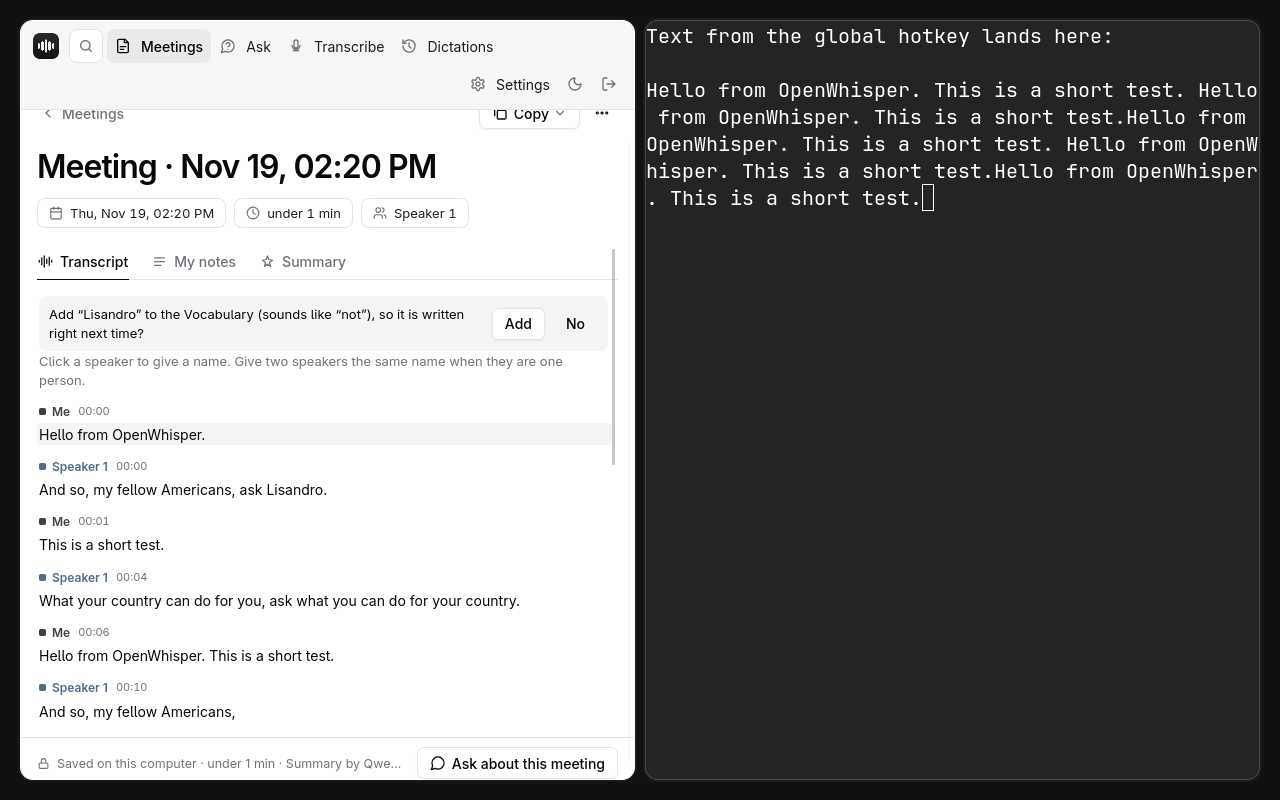 Meetings
Ask
Transcribe
Dictations
Settings
Meetings
Copy
Meeting · Nov 19, 02:20 PM
Thu, Nov 19, 02:20 PM
under 1 min
Speaker 1
Transcript
My notes
Summary
Add “Lisandro” to the Vocabulary (sounds like “not”), so it is written
right next time?
Add
No
Click a speaker to give a name. Give two speakers the same name when they are one
person.
Me 00:00
Hello from OpenWhisper.
Speaker 1 00:00
And so, my fellow Americans, ask Lisandro.
Me 00:01
This is a short test.
Speaker 1 00:04
What your country can do for you, ask what you can do for your country.
Me 00:06
Hello from OpenWhisper. This is a short test.
Speaker 1 00:10
And so, my fellow Americans,
Saved on this computer · under 1 min · Summary by Qwe...
Ask about this meeting
Text from the global hotkey lands here:
Hello from OpenWhisper. This is a short test. Hello
from OpenWhisper. This is a short test.Hello from
OpenWhisper. This is a short test. Hello from OpenW
hisper. This is a short test.Hello from OpenWhisper
. This is a short test.